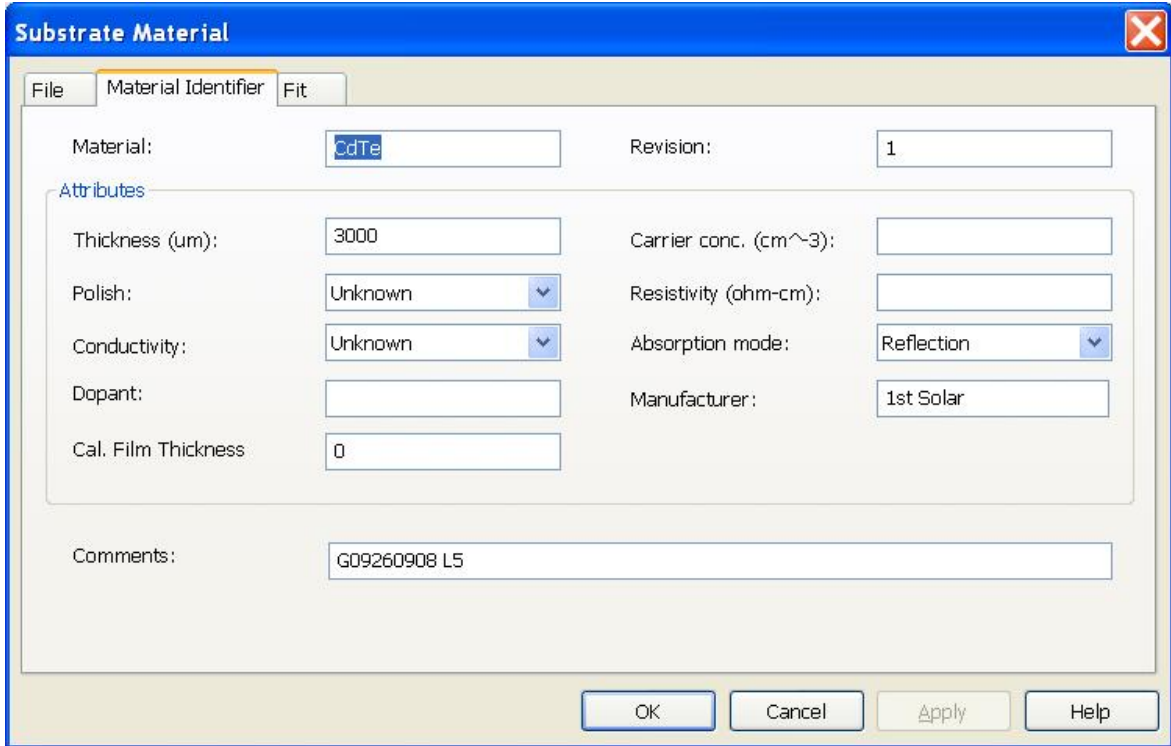 Substrate Material
File Material Identifier Fit
Material: CdTe Revision: 1
Attributes
Thickness (um): 3000 Carrier conc. (cm^-3):
Polish: Unknown Resistivity (ohm-cm):
Conductivity: Unknown Absorption mode: Reflection
Dopant: Manufacturer: 1st Solar
Cal. Film Thickness 0
Comments: G09260908 L5
OK Cancel Apply Help